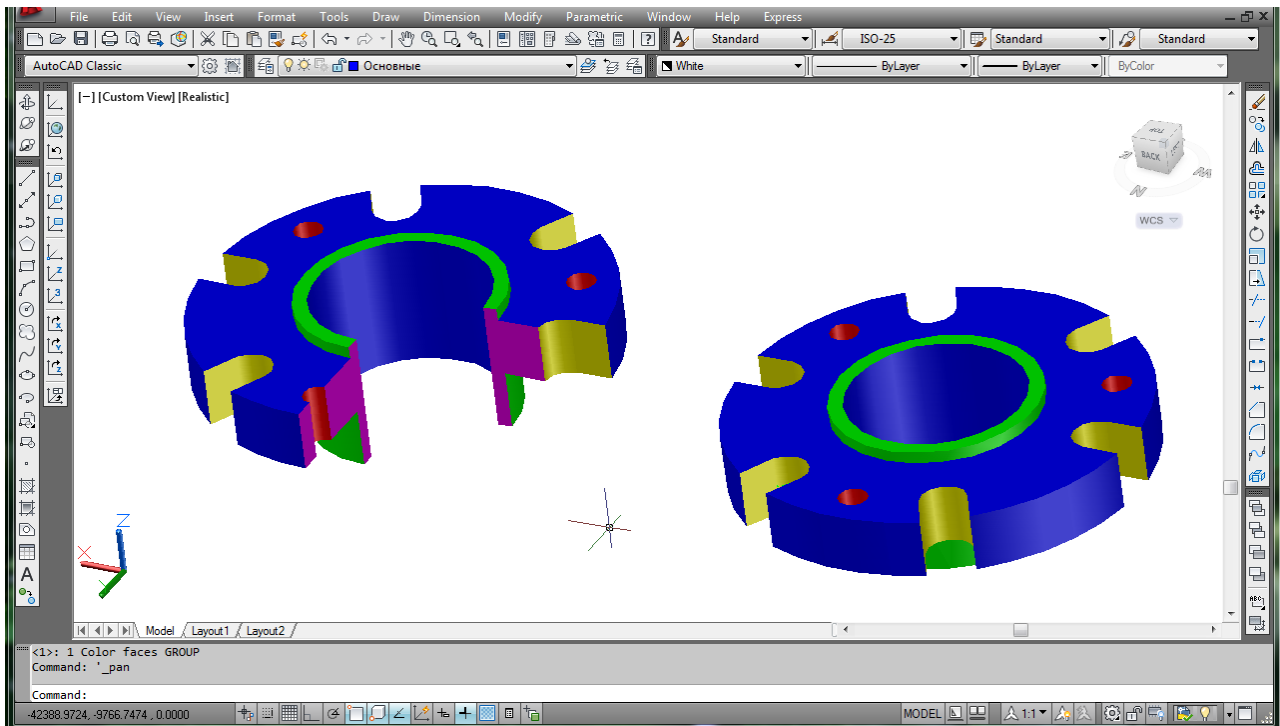 File Edit View Insert Format Tools Draw Dimension Modify Parametric Window Help Express
Standard ISO-25 Standard Standard
AutoCAD Classic Основные White ByLayer ByLayer ByColor
[−] [Custom View] [Realistic]
TOP
BACK
N
WCS
Z
X
Model Layout1 Layout2
<1>: 1 Color faces GROUP
Command: '_pan
Command:
-42388.9724, -9766.7474 , 0.0000 MODEL 1:1